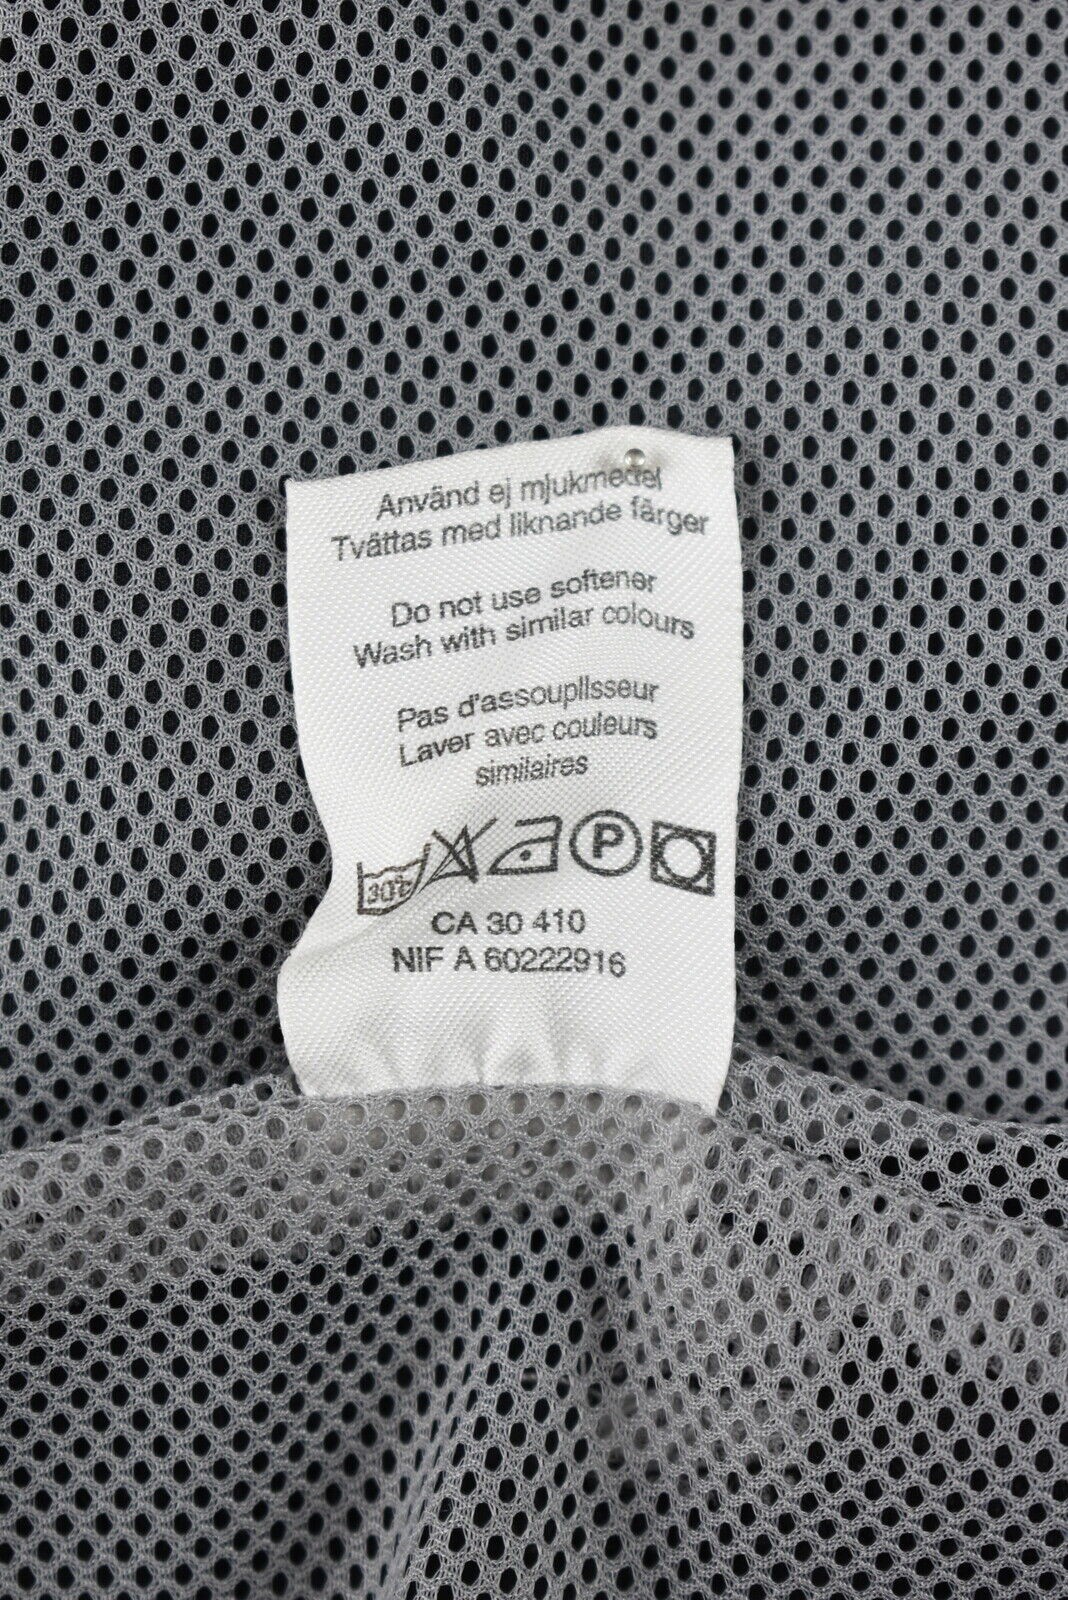 Använd ej mjukmedel
Tvättas med liknande färger
Do not use softener
Wash with similar colours
Pas d'assouplisseur
Laver avec couleurs
similaires
30°C P
CA 30 410
NIF A 60222916